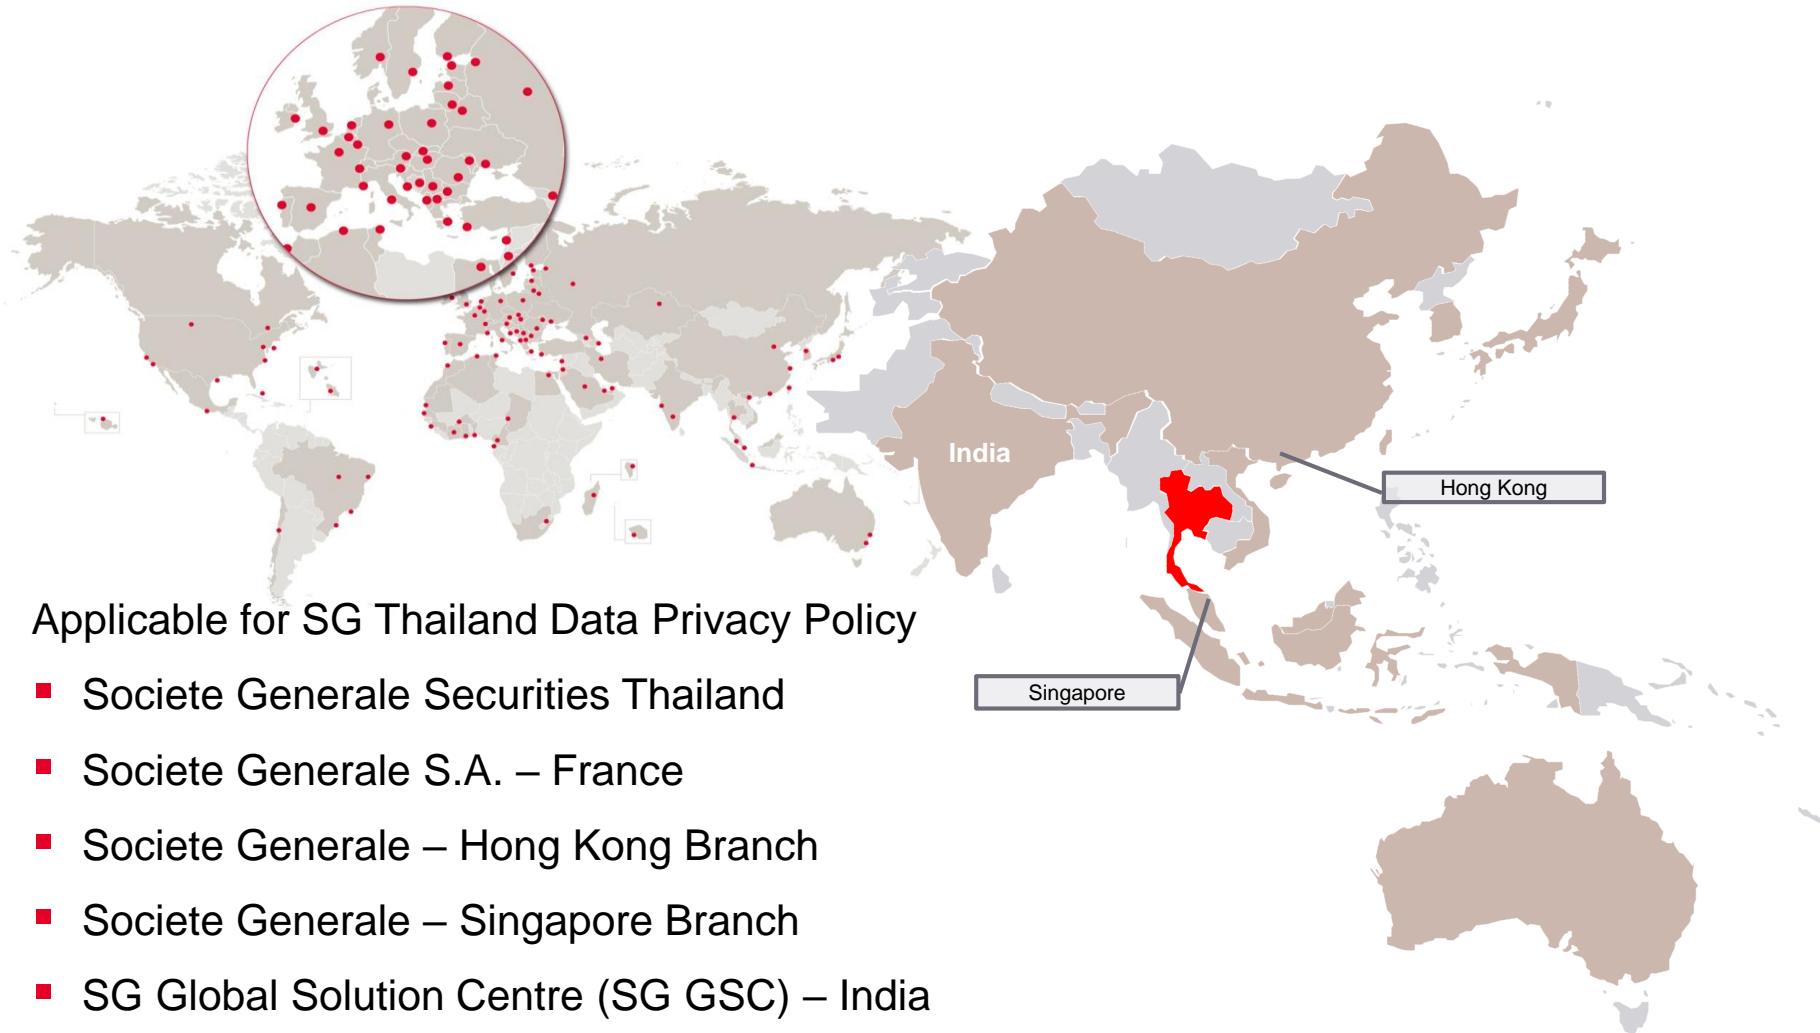 India
Hong Kong
Singapore
Applicable for SG Thailand Data Privacy Policy
▪ Societe Generale Securities Thailand
▪ Societe Generale S.A. – France
▪ Societe Generale – Hong Kong Branch
▪ Societe Generale – Singapore Branch
▪ SG Global Solution Centre (SG GSC) – India